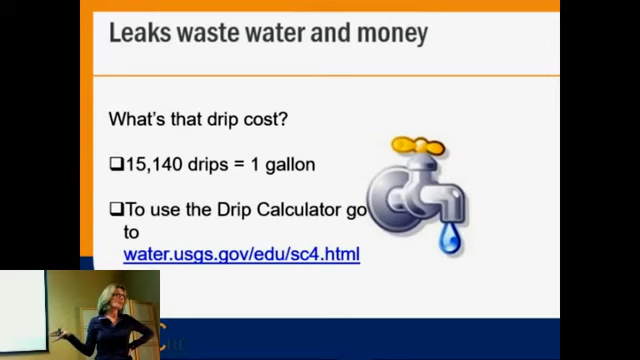 Leaks waste water and money
What's that drip cost?
❑15,140 drips = 1 gallon
❑To use the Drip Calculator go
to
water.usgs.gov/edu/sc4.html